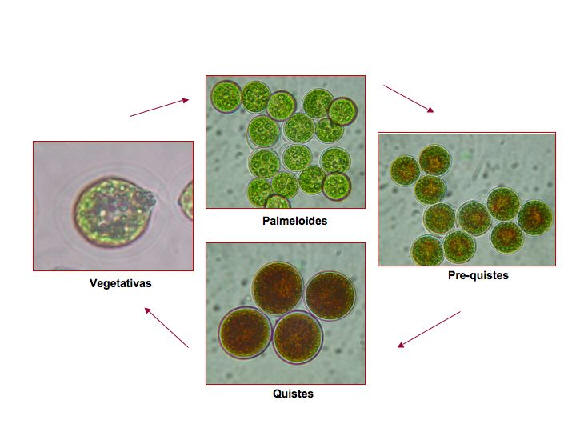 Palmeloides
Vegetativas
Pre-quistes
Quistes